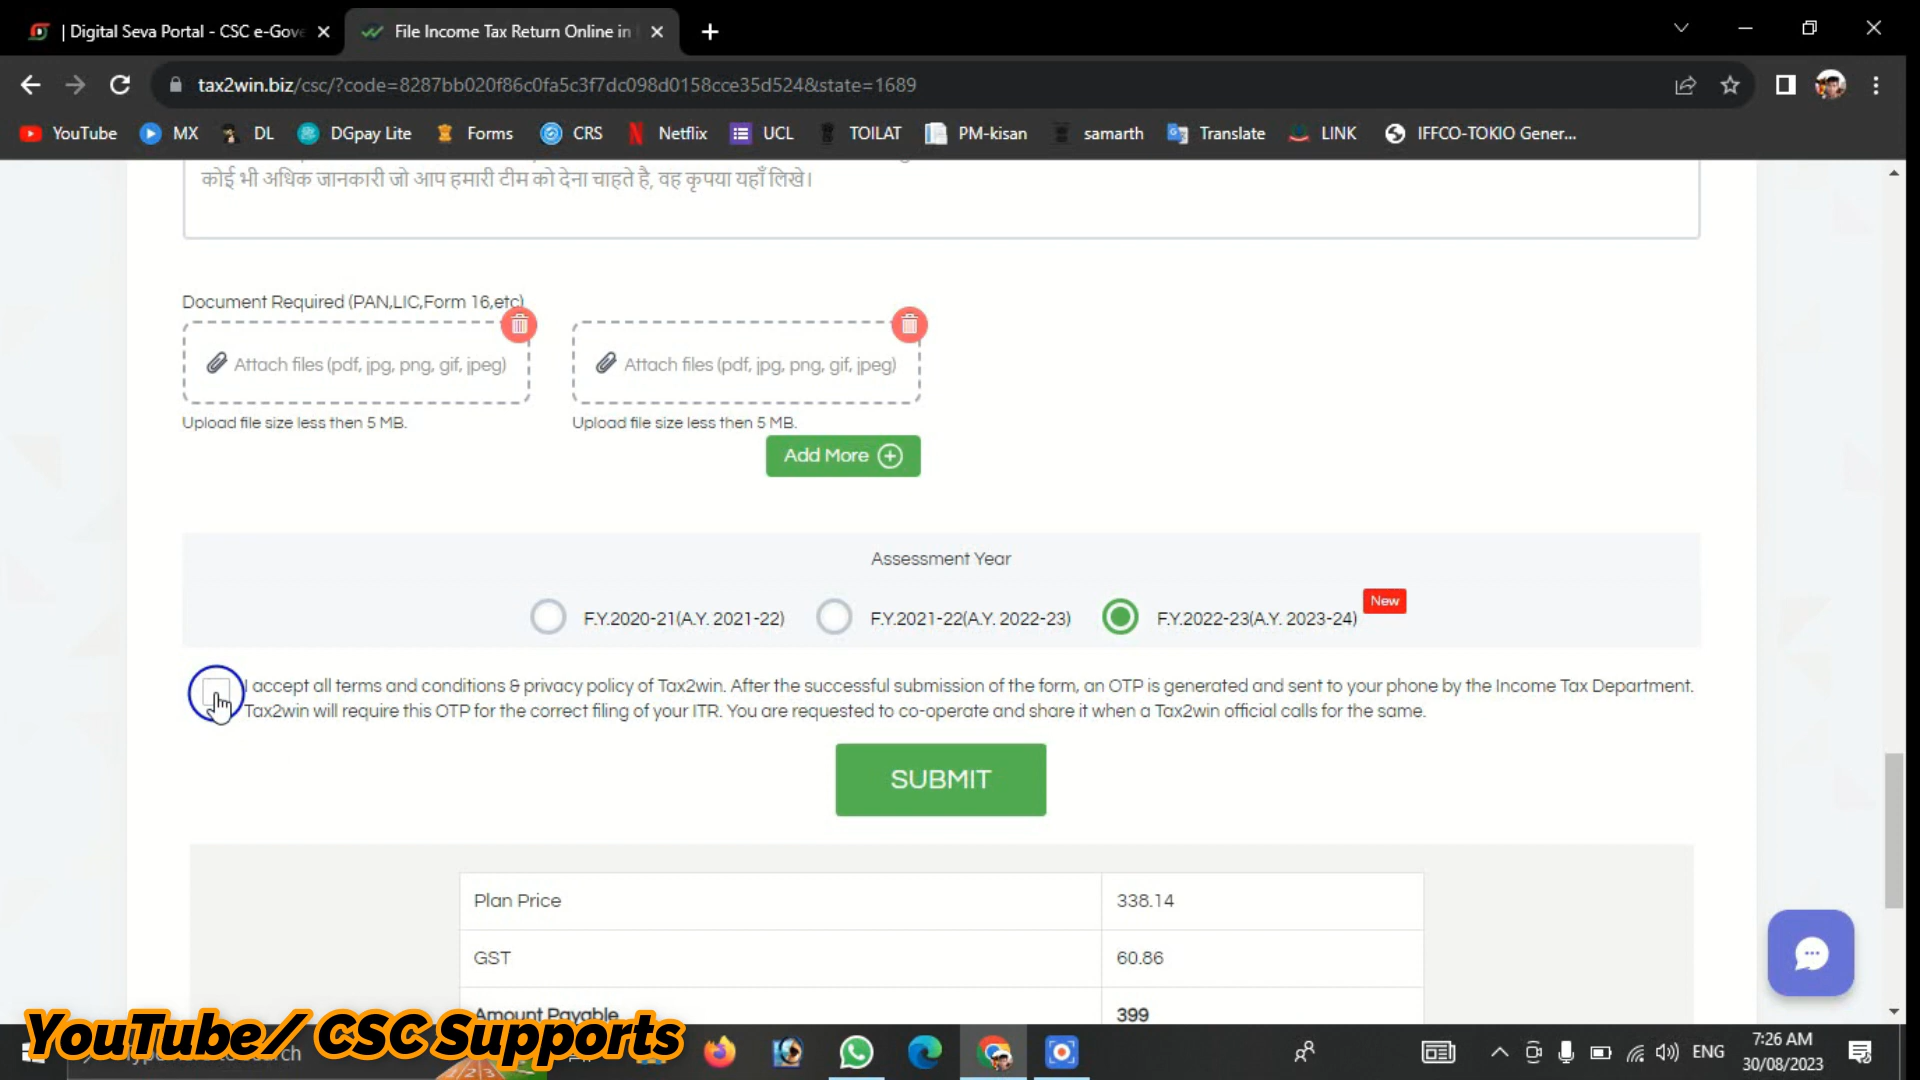 | Digital Seva Portal - CSC e-Gove
File Income Tax Return Online in
tax2win.biz/csc/?code=8287bb020f86c0fa5c3f7dc098d0158cce35d524&state=1689
YouTube
MX
DL
DGpay Lite
Forms
CRS
Netflix
UCL
TOILAT
PM-kisan
samarth
Translate
LINK
IFFCO-TOKIO Gener...
कोई भी अधिक जानकारी जो आप हमारी टीम को देना चाहते है, वह कृपया यहाँ लिखे।
Document Required (PAN,LIC,Form 16,etc)
Attach files (pdf, jpg, png, gif, jpeg)
Attach files (pdf, jpg, png, gif, jpeg)
Upload file size less then 5 MB.
Upload file size less then 5 MB.
Add More
Assessment Year
F.Y.2020-21(A.Y. 2021-22)
F.Y.2021-22(A.Y. 2022-23)
F.Y.2022-23(A.Y. 2023-24)
New
I accept all terms and conditions & privacy policy of Tax2win. After the successful submission of the form, an OTP is generated and sent to your phone by the Income Tax Department.
Tax2win will require this OTP for the correct filing of your ITR. You are requested to co-operate and share it when a Tax2win official calls for the same.
SUBMIT
Plan Price
338.14
GST
60.86
Amount Payable
399
YouTube/ CSC Supports
ENG
7:26 AM
30/08/2023